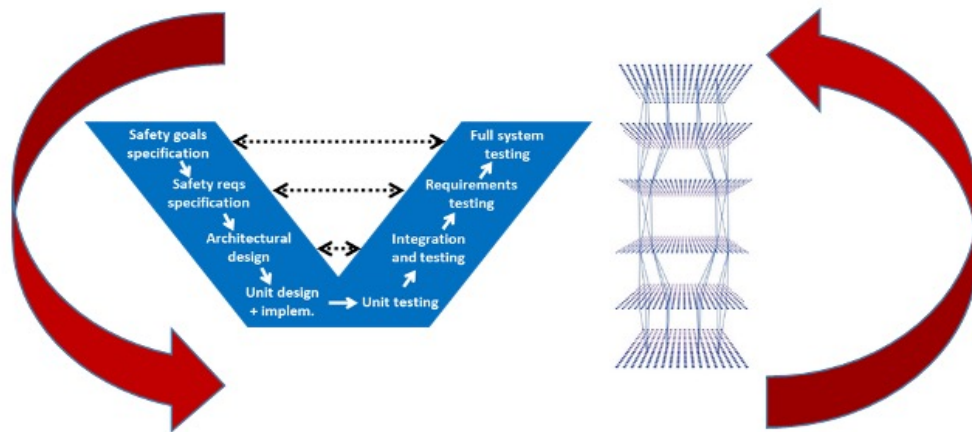 Safety goals
specification
Safety reqs
specification
Architectural
design
Unit design
+ implem.
Unit testing
Integration
and testing
Requirements
testing
Full system
testing